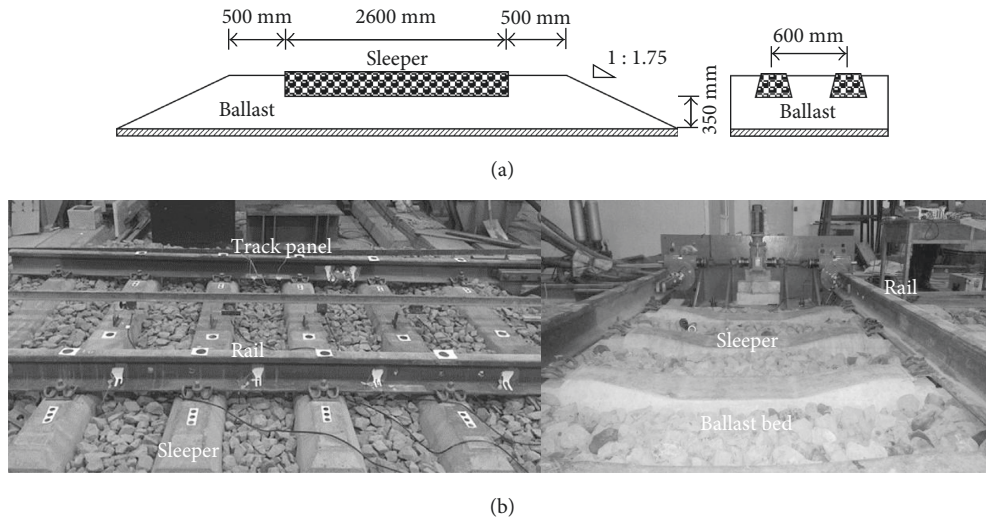 500 mm 2600 mm 500 mm
Sleeper
1 : 1.75
Ballast
350 mm
600 mm
Ballast
(a)
Track panel
Rail
Sleeper
Rail
Sleeper
Ballast bed
(b)